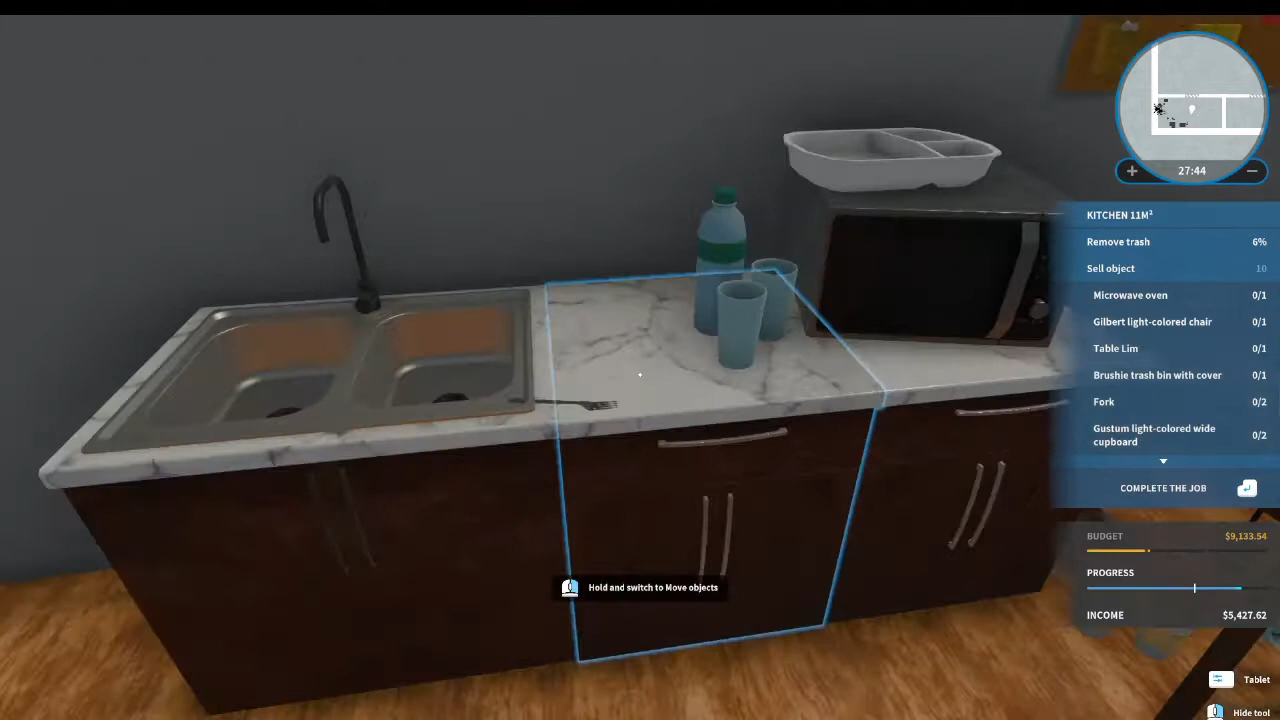 27:44
KITCHEN 11M²
Remove trash 6%
Sell object 10
Microwave oven 0/1
Gilbert light-colored chair 0/1
Table Lim 0/1
Brushie trash bin with cover 0/1
Fork 0/2
Gustum light-colored wide
cupboard 0/2
COMPLETE THE JOB
BUDGET $9,133.54
PROGRESS
Hold and switch to Move objects
INCOME $5,427.62
Tablet
Hide tool